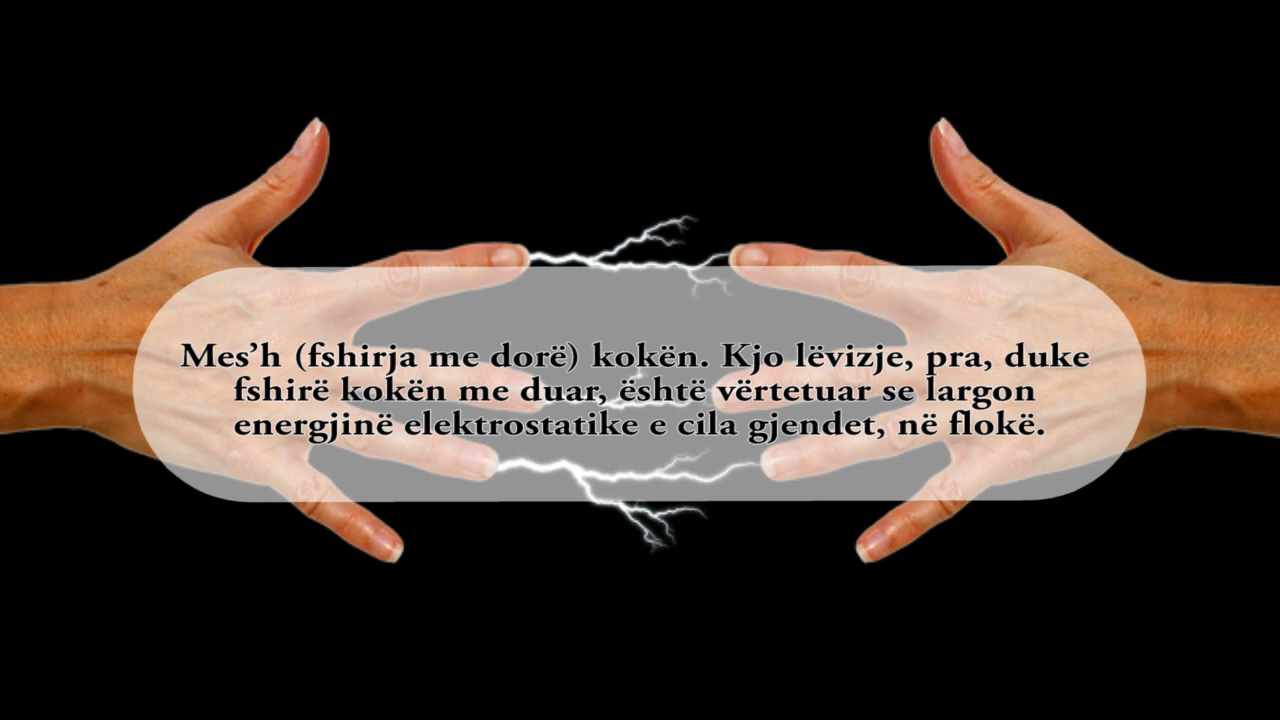 Mes’h (fshirja me dorë) kokën. Kjo lëvizje, pra, duke
fshirë kokën me duar, është vërtetuar se largon
energjinë elektrostatike e cila gjendet, në flokë.